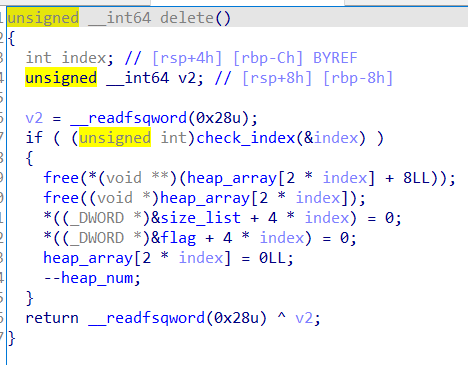 unsigned __int64 delete()
{
  int index; // [rsp+4h] [rbp-Ch] BYREF
  unsigned __int64 v2; // [rsp+8h] [rbp-8h]

  v2 = __readfsqword(0x28u);
  if ( (unsigned int)check_index(&index) )
  {
    free(*(void **)(heap_array[2 * index] + 8LL));
    free((void *)heap_array[2 * index]);
    *((_DWORD *)&size_list + 4 * index) = 0;
    *((_DWORD *)&flag + 4 * index) = 0;
    heap_array[2 * index] = 0LL;
    --heap_num;
  }
  return __readfsqword(0x28u) ^ v2;
}